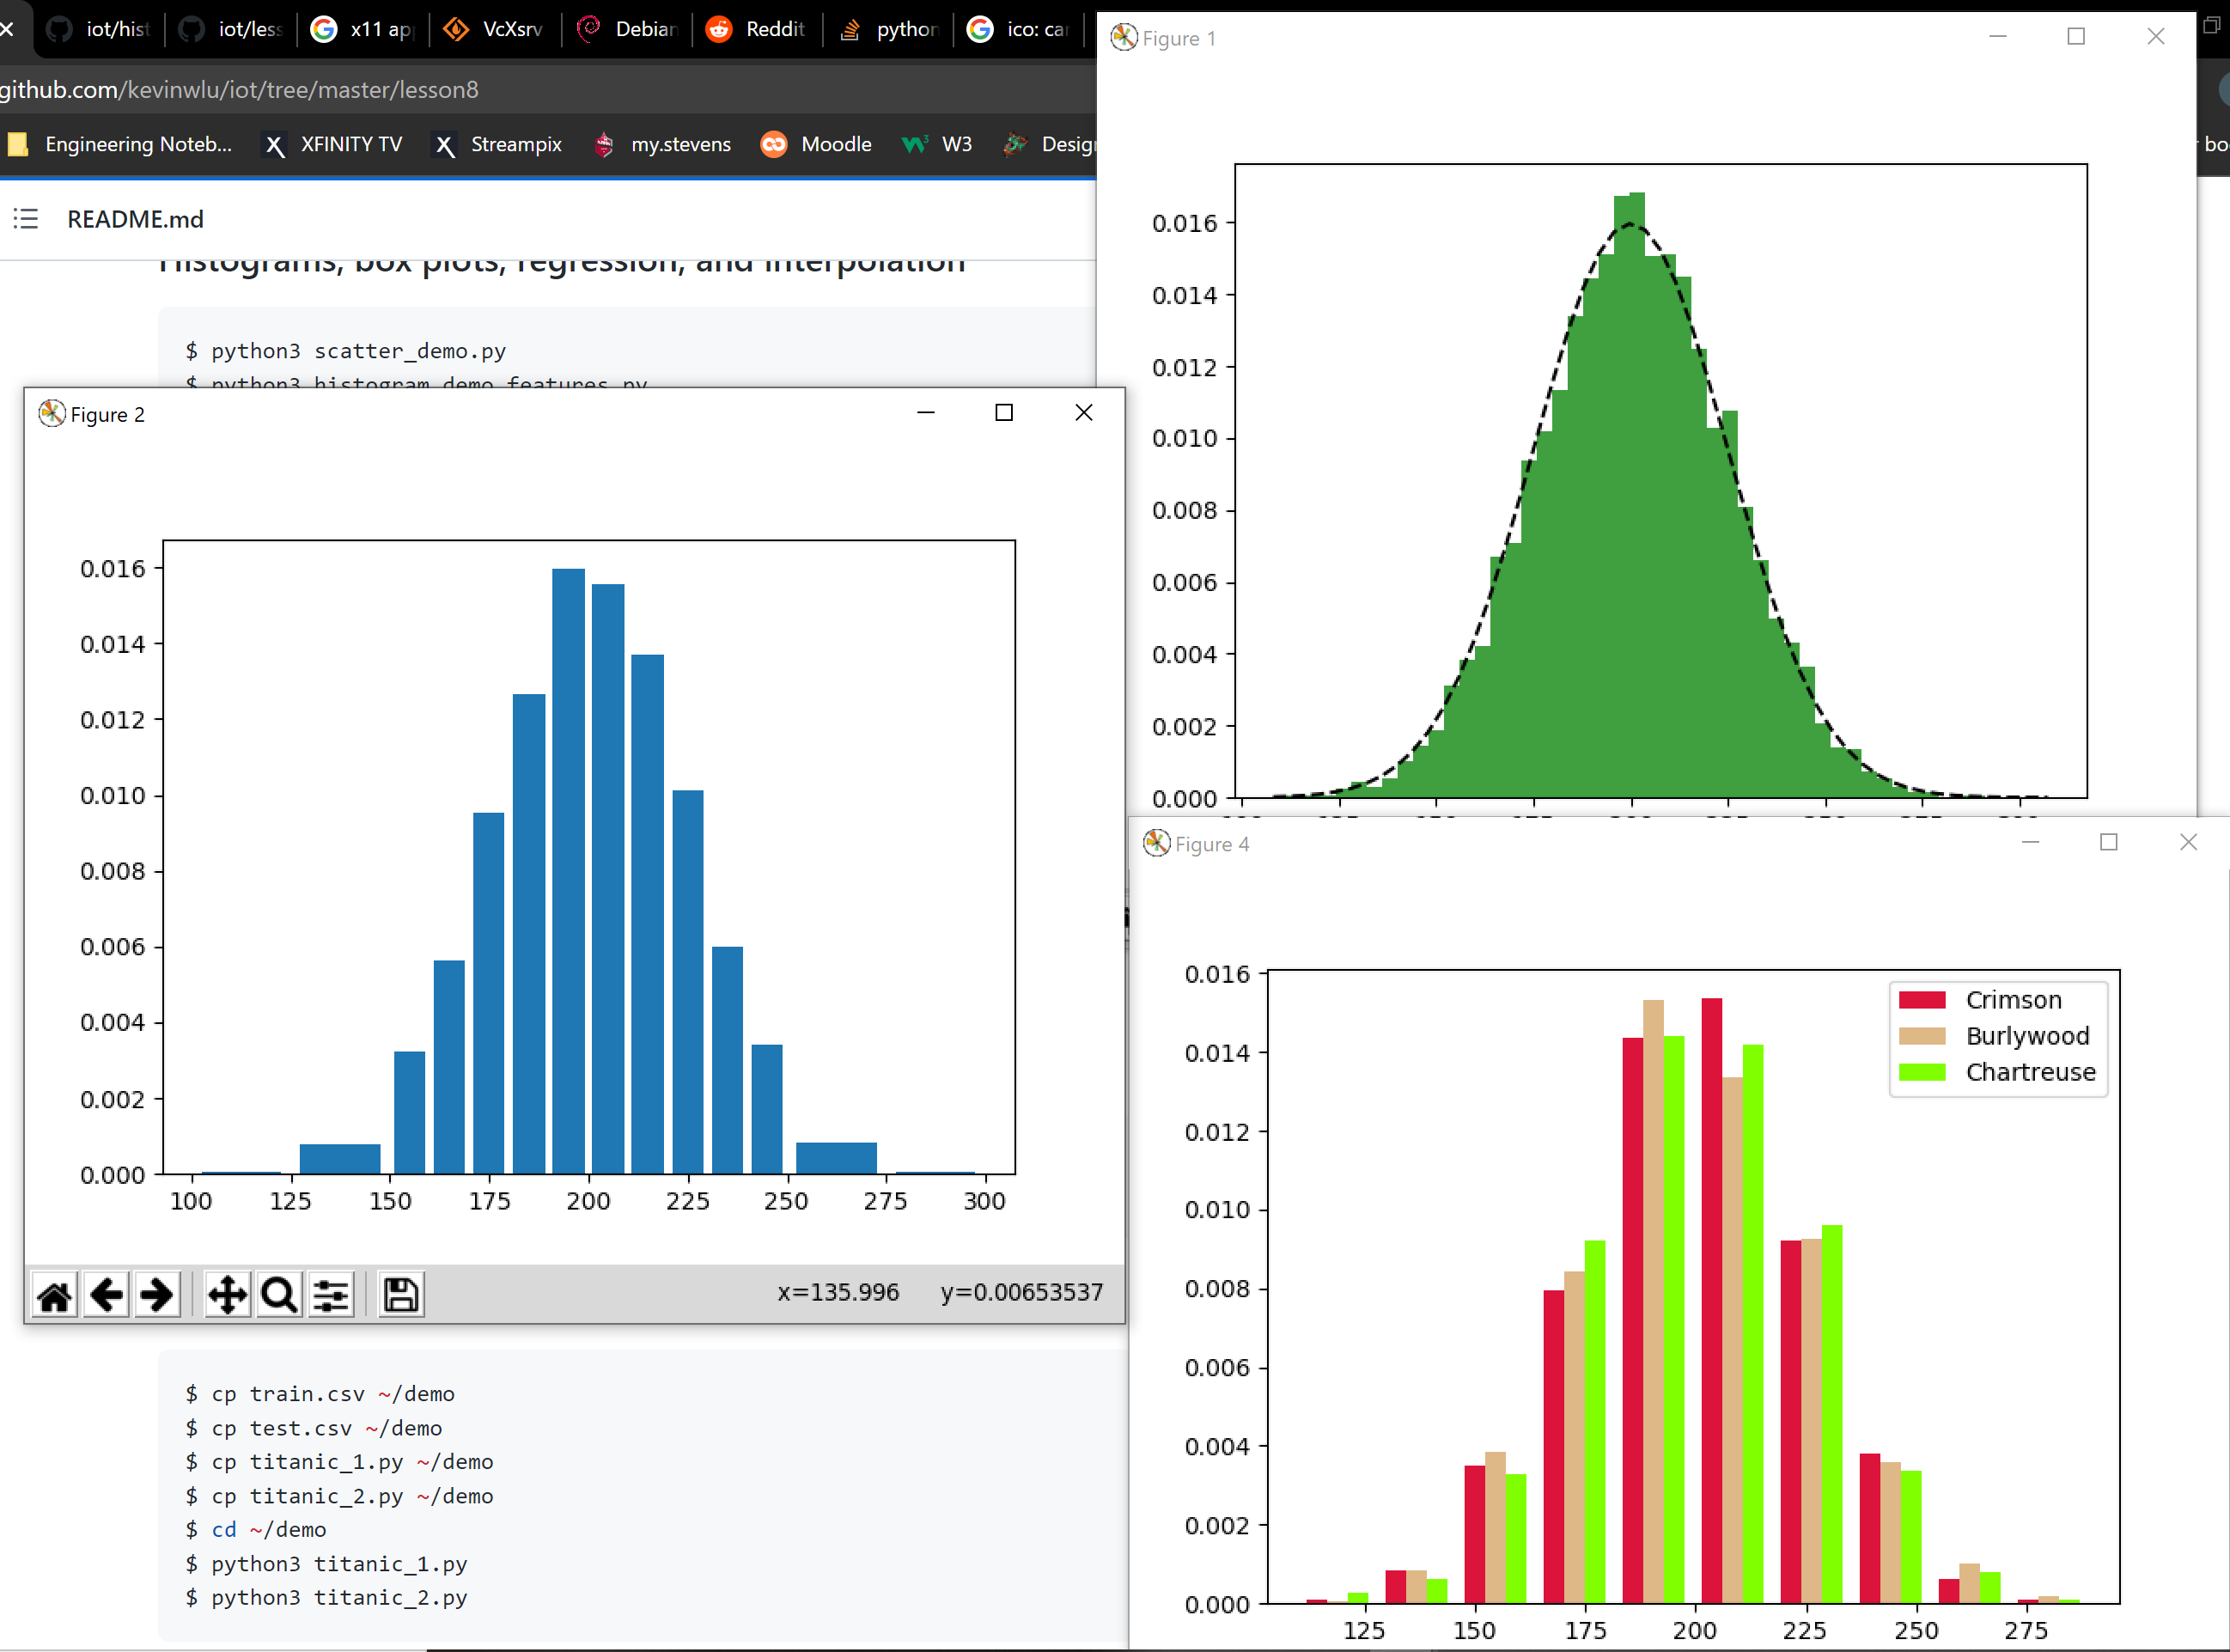 iot/hist
iot/less
x11 ap
VcXsrv
Debian
Reddit
python
ico: car
github.com/kevinwlu/iot/tree/master/lesson8
Engineering Noteb...
XFINITY TV
Streampix
my.stevens
Moodle
W3
Desig
bo
README.md
Histograms, box plots, regression, and interpolation
$ python3 scatter_demo.py
$ python3 histogram_demo_features.py
Figure 2
0.016
0.014
0.012
0.010
0.008
0.006
0.004
0.002
0.000
100 125 150 175 200 225 250 275 300
x=135.996 y=0.00653537
$ cp train.csv ~/demo
$ cp test.csv ~/demo
$ cp titanic_1.py ~/demo
$ cp titanic_2.py ~/demo
$ cd ~/demo
$ python3 titanic_1.py
$ python3 titanic_2.py
Figure 1
0.016
0.014
0.012
0.010
0.008
0.006
0.004
0.002
0.000
Figure 4
0.016
0.014
0.012
0.010
0.008
0.006
0.004
0.002
0.000
Crimson
Burlywood
Chartreuse
125 150 175 200 225 250 275